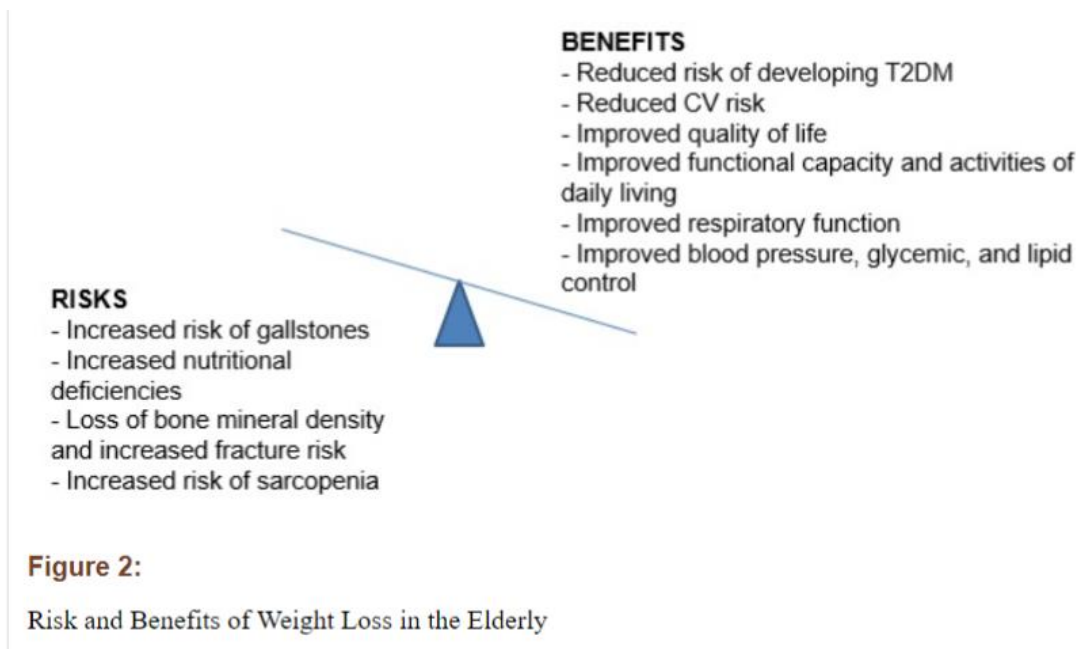 BENEFITS
- Reduced risk of developing T2DM
- Reduced CV risk
- Improved quality of life
- Improved functional capacity and activities of
daily living
- Improved respiratory function
- Improved blood pressure, glycemic, and lipid
control
RISKS
- Increased risk of gallstones
- Increased nutritional
deficiencies
- Loss of bone mineral density
and increased fracture risk
- Increased risk of sarcopenia
Figure 2:
Risk and Benefits of Weight Loss in the Elderly